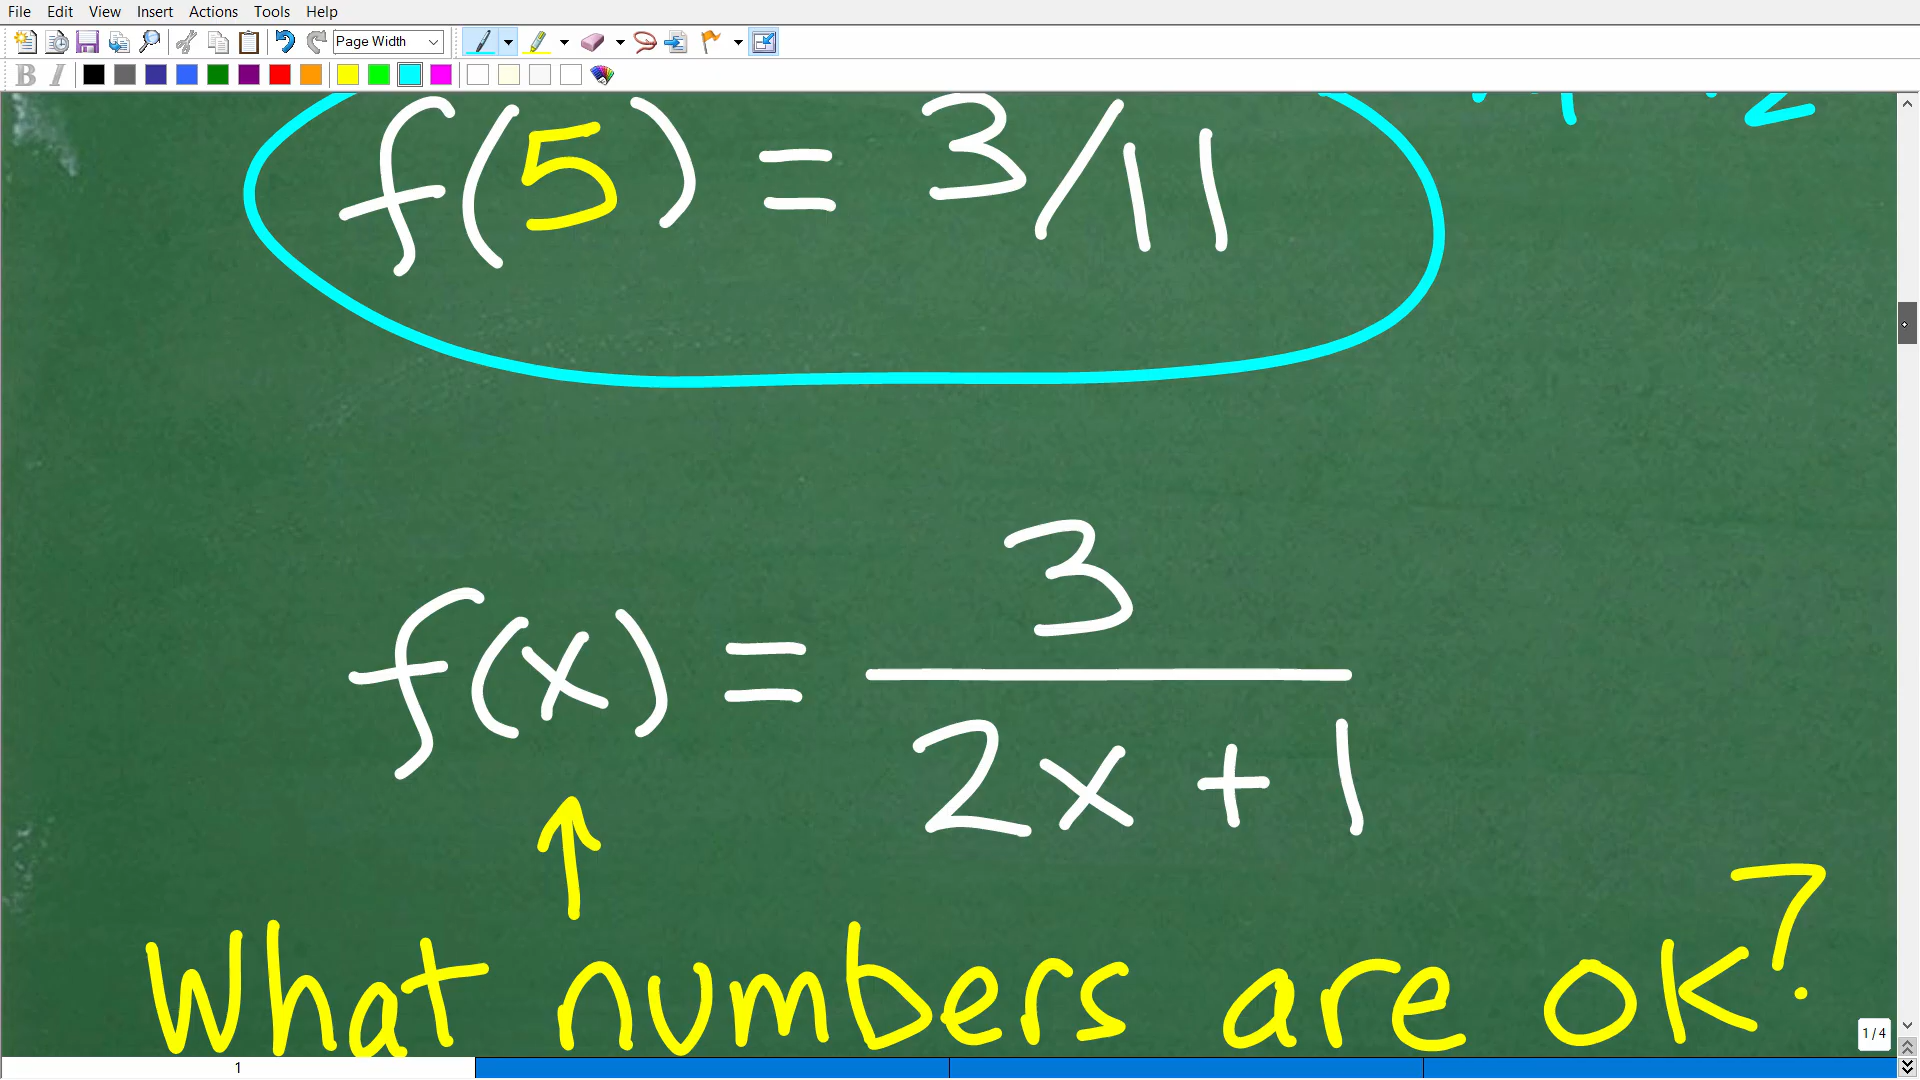 File Edit View Insert Actions Tools Help
Page Width
B I
f(5) = 3/11
f(x) = 3
2x + 1
What numbers are ok?
1 / 4
1